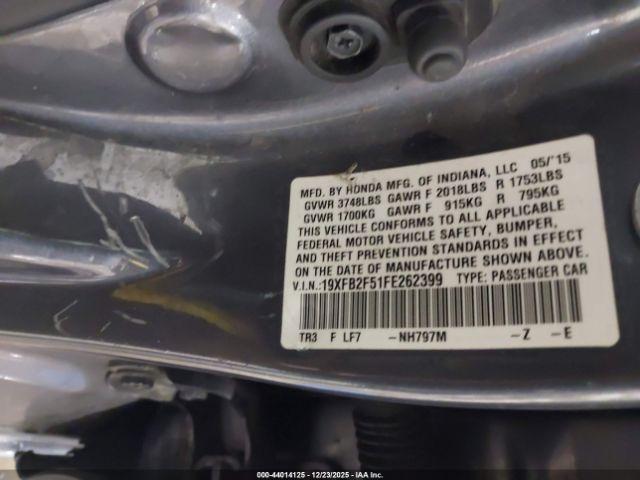 MFD. BY HONDA MFG. OF INDIANA, LLC 05/'15
GVWR 3748LBS GAWR F 2018LBS R 1753LBS
GVWR 1700KG GAWR F 915KG R 795KG
THIS VEHICLE CONFORMS TO ALL APPLICABLE
FEDERAL MOTOR VEHICLE SAFETY, BUMPER,
AND THEFT PREVENTION STANDARDS IN EFFECT
ON THE DATE OF MANUFACTURE SHOWN ABOVE.
V.I.N.:19XFB2F51FE262399 TYPE: PASSENGER CAR
TR3 F LF7 -NH797M -Z -E
000-44014125 - 12/23/2025 - IAA Inc.